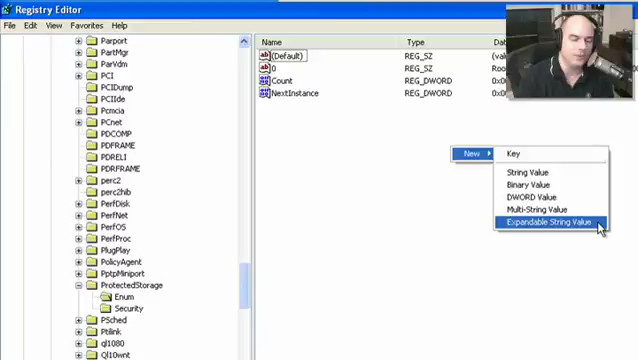 Registry Editor
File Edit View Favorites Help
Parport
PartMgr
ParVdm
PCI
PCIDump
PCIIde
Pcmcia
PCnet
PDCOMP
PDFRAME
PDRELI
PDRFRAME
perc2
perc2hib
PerfDisk
PerfNet
PerfOS
PerfProc
PlugPlay
PolicyAgent
PptpMiniport
ProtectedStorage
Enum
Security
PSched
Ptilink
ql1080
Ql10wnt
Name Type
(Default) REG_SZ
0 REG_SZ
Count REG_DWORD
NextInstance REG_DWORD
New
Key
String Value
Binary Value
DWORD Value
Multi-String Value
Expandable String Value